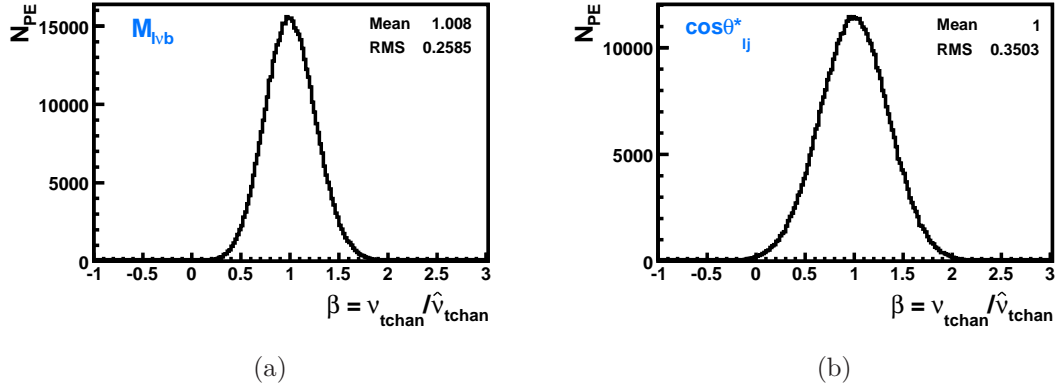 N_PE
15000
10000
5000
0
M_lνb
Mean 1.008
RMS 0.2585
-1 -0.5 0 0.5 1 1.5 2 2.5 3
β = ν_tchan/ν̂_tchan
(a)
N_PE
10000
5000
0
cosθ*_lj
Mean 1
RMS 0.3503
-1 -0.5 0 0.5 1 1.5 2 2.5 3
β = ν_tchan/ν̂_tchan
(b)